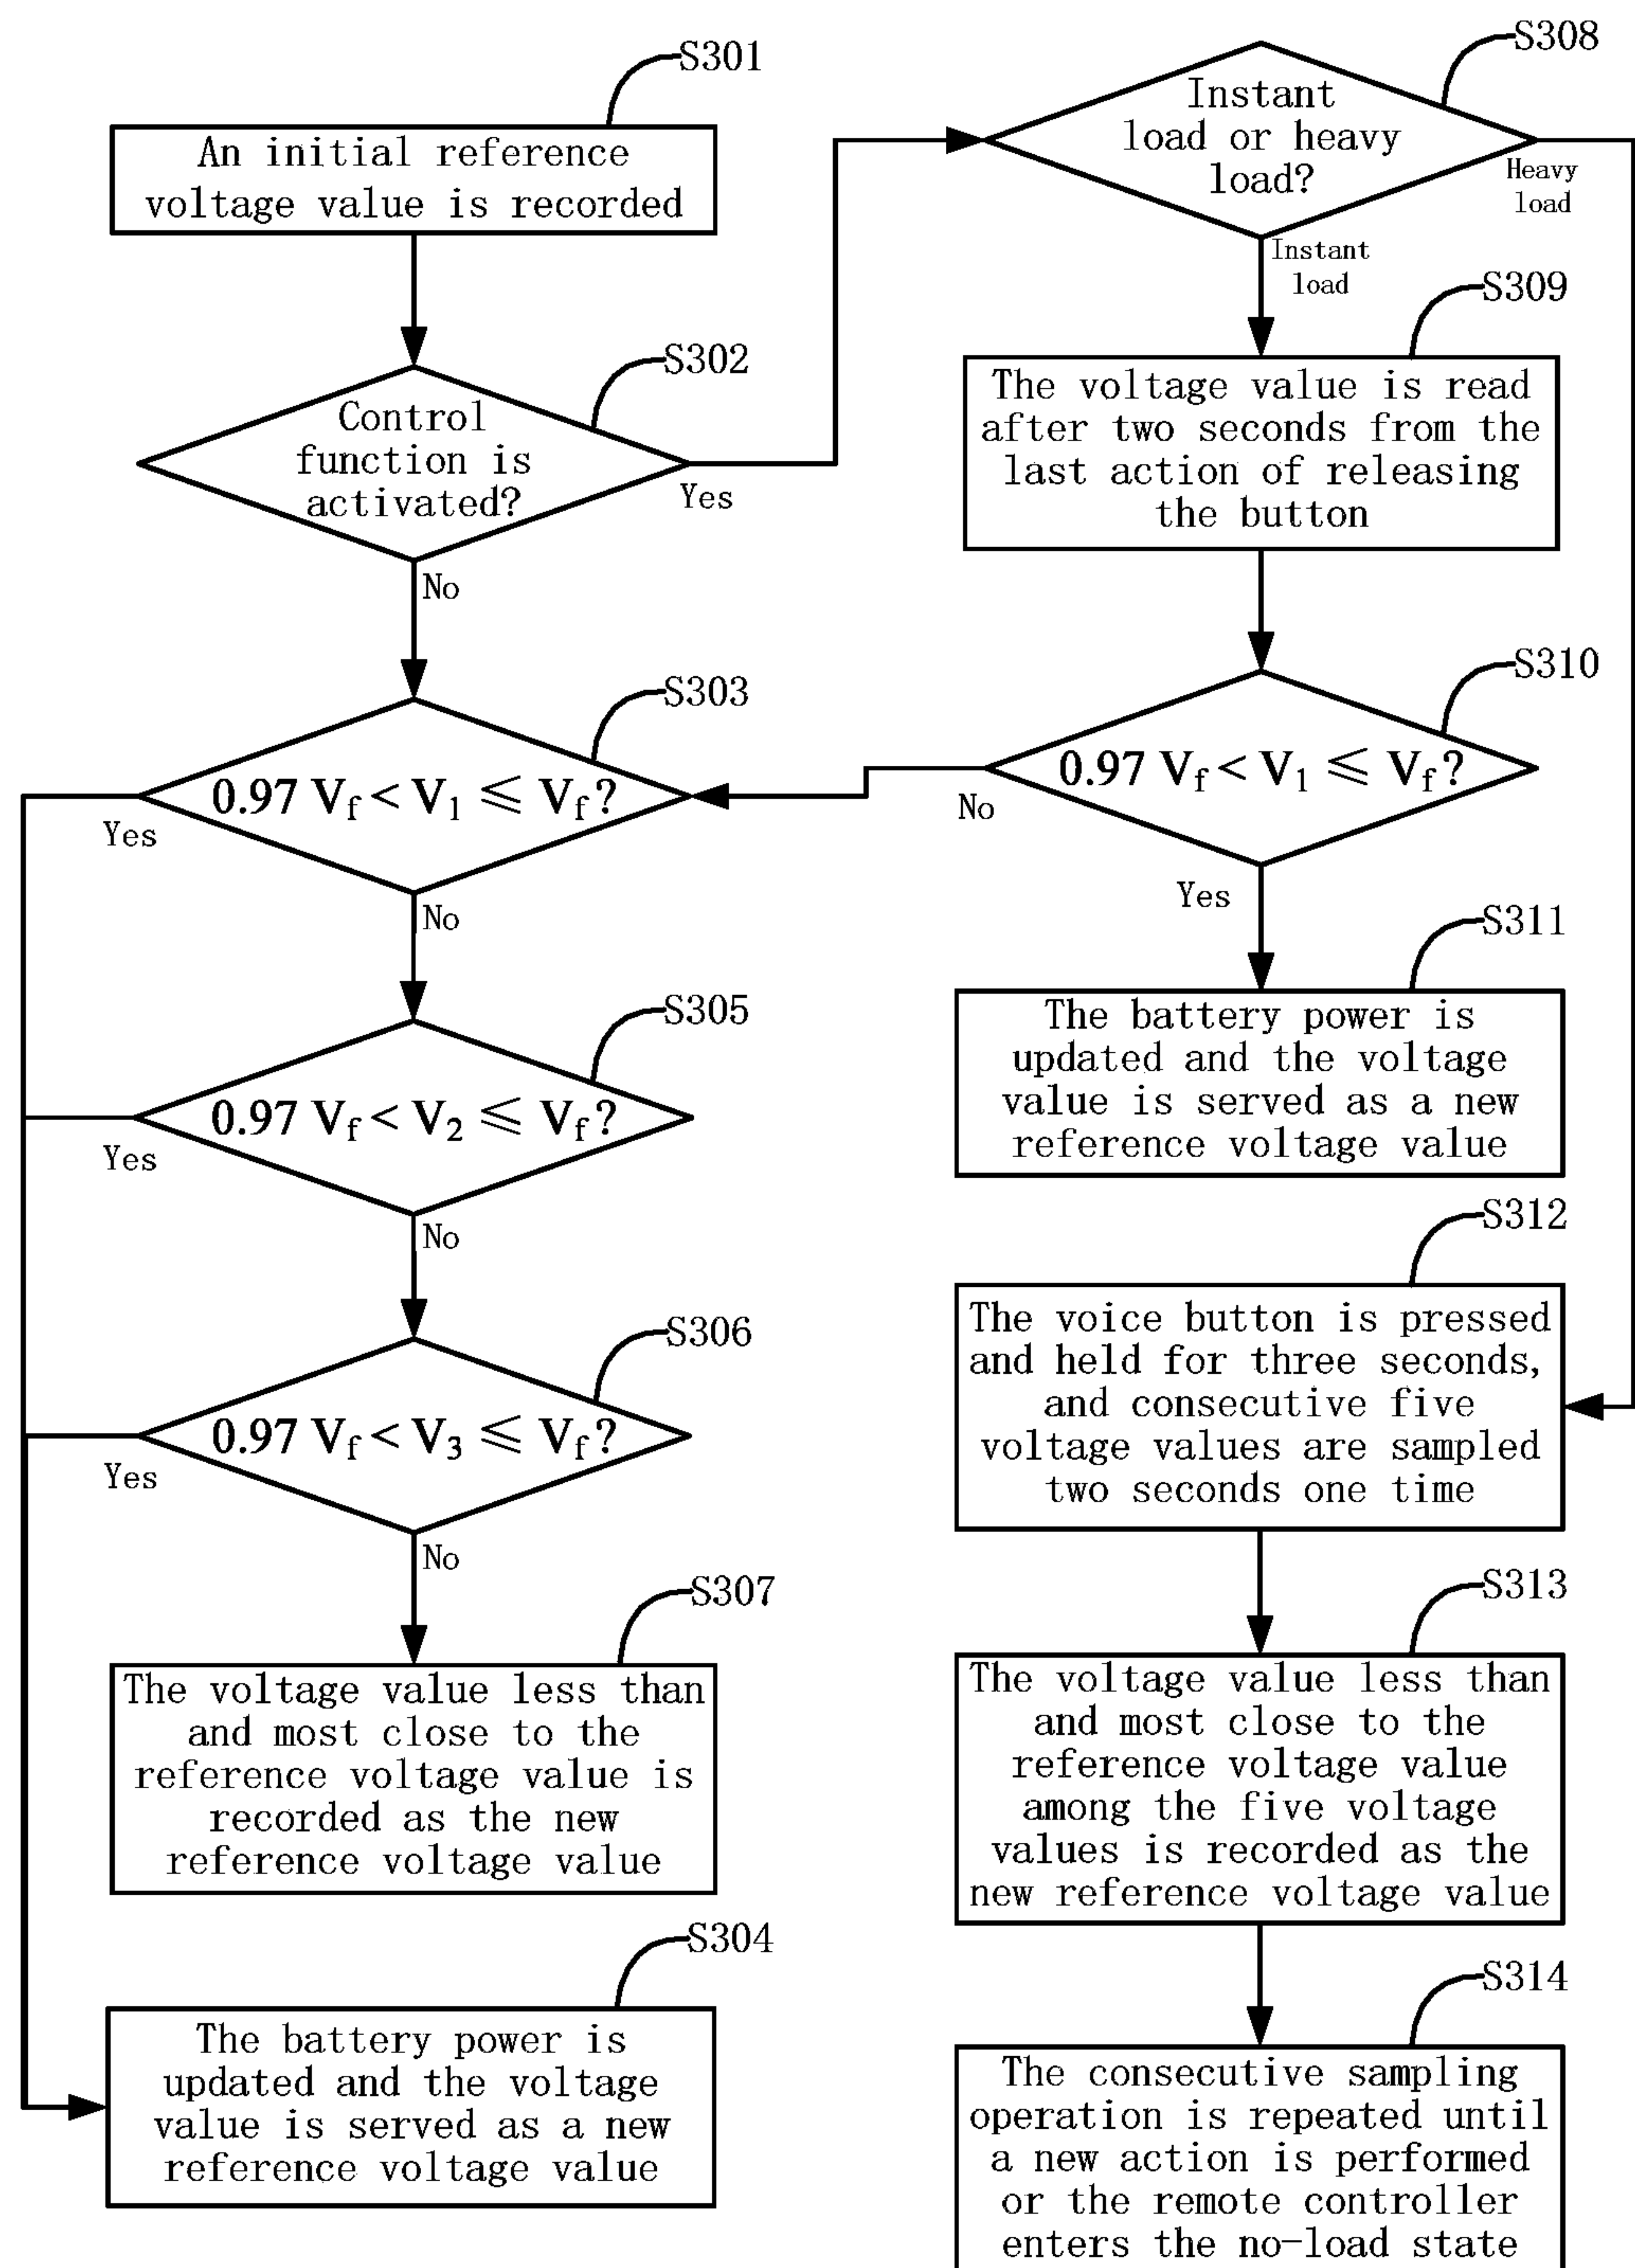 S301
An initial reference
voltage value is recorded
S302
Control
function is
activated?
Yes
No
S303
0.97 Vf < V1 ≤ Vf?
Yes
No
S305
0.97 Vf < V2 ≤ Vf?
Yes
No
S306
0.97 Vf < V3 ≤ Vf?
Yes
No
S307
The voltage value less than
and most close to the
reference voltage value is
recorded as the new
reference voltage value
S304
The battery power is
updated and the voltage
value is served as a new
reference voltage value
S308
Instant
load or heavy
load?
Heavy
load
Instant
load
S309
The voltage value is read
after two seconds from the
last action of releasing
the button
S310
0.97 Vf < V1 ≤ Vf?
No
Yes
S311
The battery power is
updated and the voltage
value is served as a new
reference voltage value
S312
The voice button is pressed
and held for three seconds,
and consecutive five
voltage values are sampled
two seconds one time
S313
The voltage value less than
and most close to the
reference voltage value
among the five voltage
values is recorded as the
new reference voltage value
S314
The consecutive sampling
operation is repeated until
a new action is performed
or the remote controller
enters the no-load state